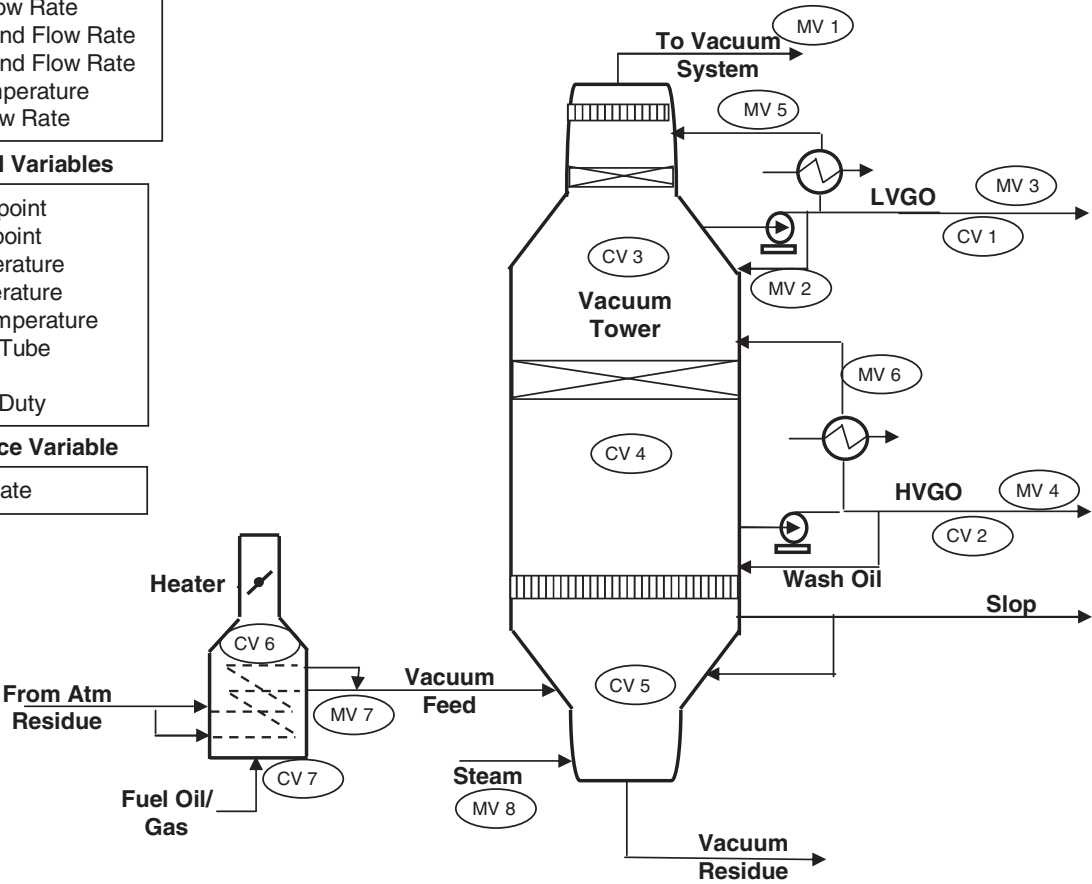 ow Rate
nd Flow Rate
nd Flow Rate
perature
w Rate
l Variables
point
point
erature
erature
mperature
Tube
Duty
ce Variable
ate
MV 1
To Vacuum
System
MV 5
LVGO
MV 3
CV 1
CV 3
MV 2
Vacuum
Tower
MV 6
CV 4
HVGO
MV 4
CV 2
Wash Oil
Heater
Slop
CV 6
From Atm
Residue
Vacuum
Feed
CV 5
MV 7
CV 7
Steam
MV 8
Fuel Oil/
Gas
Vacuum
Residue